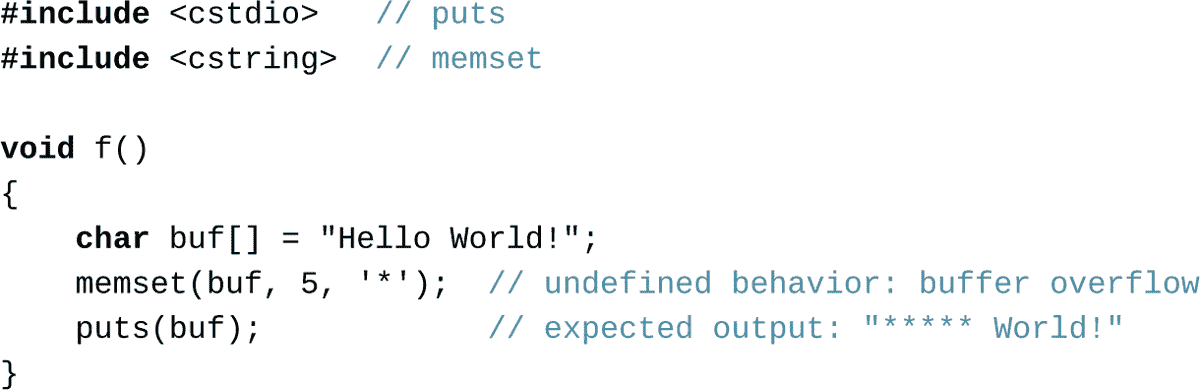 #include <cstdio>   // puts
#include <cstring>  // memset

void f()
{
    char buf[] = "Hello World!";
    memset(buf, 5, '*');  // undefined behavior: buffer overflow
    puts(buf);            // expected output: "***** World!"
}